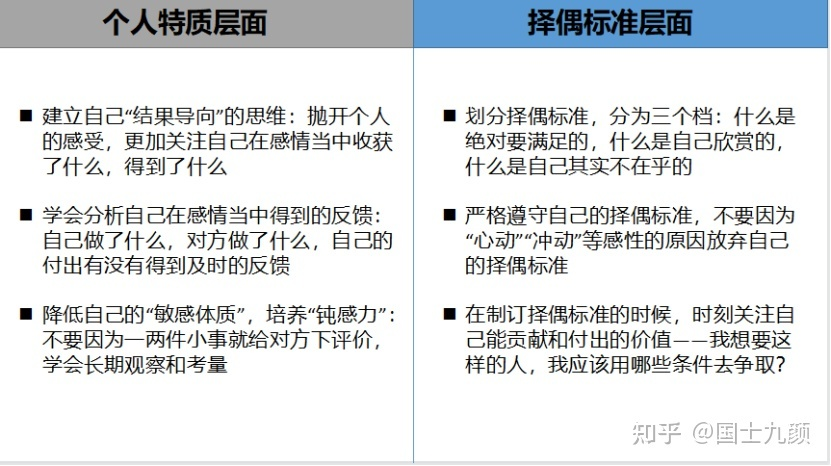 个人特质层面
■ 建立自己“结果导向”的思维：抛开个人
的感受，更加关注自己在感情当中收获
了什么，得到了什么
■ 学会分析自己在感情当中得到的反馈：
自己做了什么，对方做了什么，自己的
付出有没有得到及时的反馈
■ 降低自己的“敏感体质”，培养“钝感力”：
不要因为一两件小事就给对方下评价，
学会长期观察和考量
择偶标准层面
■ 划分择偶标准，分为三个档：什么是
绝对要满足的，什么是自己欣赏的，
什么是自己其实不在乎的
■ 严格遵守自己的择偶标准，不要因为
“心动”“冲动”等感性的原因放弃自己
的择偶标准
■ 在制订择偶标准的时候，时刻关注自
己能贡献和付出的价值——我想要这
样的人，我应该用哪些条件去争取？
知乎 @国士九颜